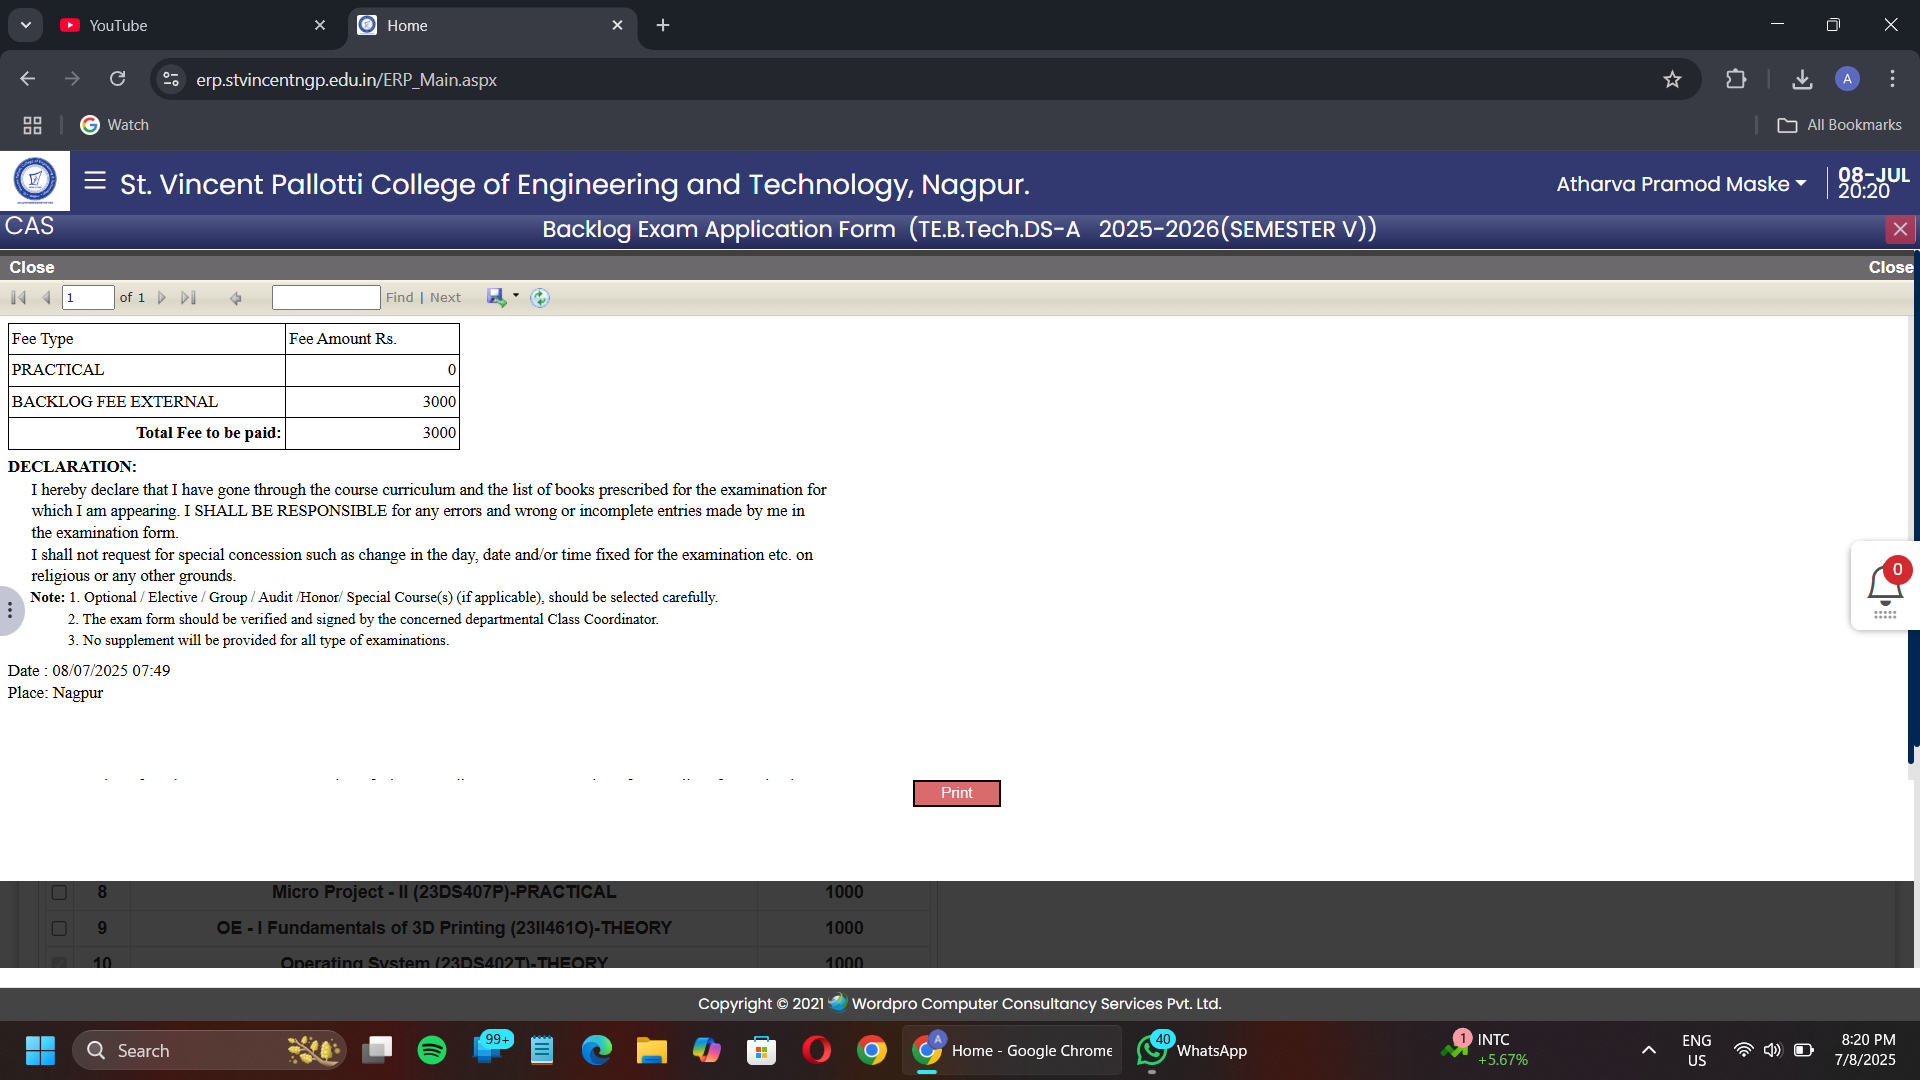 YouTube
Home
erp.stvincentngp.edu.in/ERP_Main.aspx
A
Watch
All Bookmarks
St. Vincent Pallotti College of Engineering and Technology, Nagpur.
Atharva Pramod Maske
08-JUL
20:20
CAS
Backlog Exam Application Form (TE.B.Tech.DS-A 2025-2026(SEMESTER V))
Close
Close
1 of 1
Find | Next
Fee Type Fee Amount Rs.
PRACTICAL 0
BACKLOG FEE EXTERNAL 3000
Total Fee to be paid: 3000
DECLARATION:
I hereby declare that I have gone through the course curriculum and the list of books prescribed for the examination for
which I am appearing. I SHALL BE RESPONSIBLE for any errors and wrong or incomplete entries made by me in
the examination form.
I shall not request for special concession such as change in the day, date and/or time fixed for the examination etc. on
religious or any other grounds.
Note: 1. Optional / Elective / Group / Audit /Honor/ Special Course(s) (if applicable), should be selected carefully.
2. The exam form should be verified and signed by the concerned departmental Class Coordinator.
3. No supplement will be provided for all type of examinations.
0
Date : 08/07/2025 07:49
Place: Nagpur
Print
8 Micro Project - II (23DS407P)-PRACTICAL 1000
9 OE - I Fundamentals of 3D Printing (23II461O)-THEORY 1000
10 Operating System (23DS402T)-THEORY 1000
Copyright © 2021 Wordpro Computer Consultancy Services Pvt. Ltd.
Search
99+
A
Home - Google Chrome
40
WhatsApp
1
INTC
+5.67%
ENG
US
8:20 PM
7/8/2025